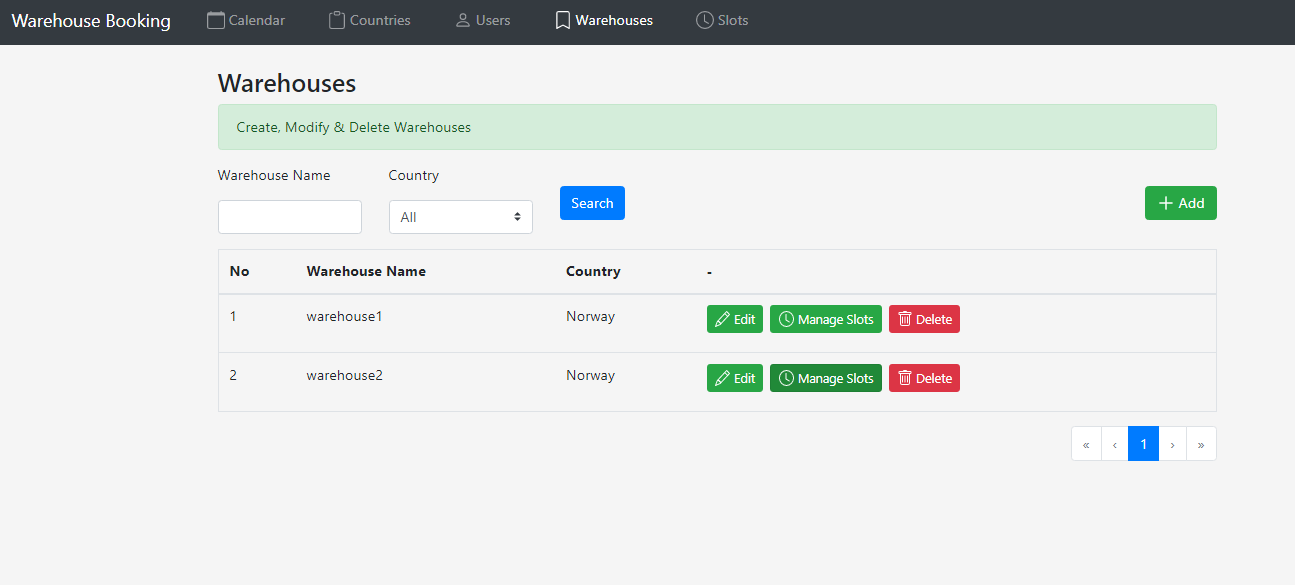 Warehouse Booking Calendar Countries Users Warehouses Slots
Warehouses
Create, Modify & Delete Warehouses
Warehouse Name Country
All Search + Add
No Warehouse Name Country -
1 warehouse1 Norway Edit Manage Slots Delete
2 warehouse2 Norway Edit Manage Slots Delete
« ‹ 1 › »